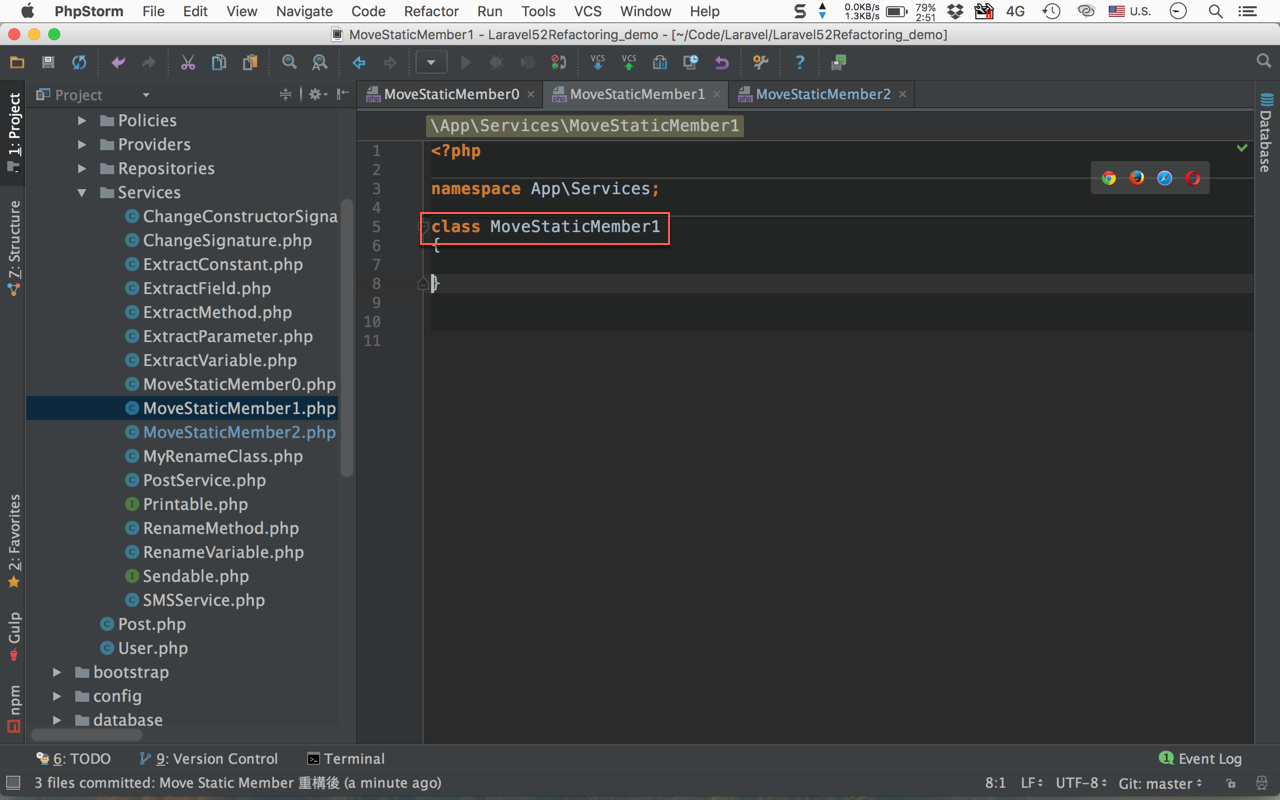 PhpStorm File Edit View Navigate Code Refactor Run Tools VCS Window Help 0.0KB/s 1.3KB/s 79% 2:51 4G U.S.
MoveStaticMember1 - Laravel52Refactoring_demo - [~/Code/Laravel/Laravel52Refactoring_demo]
VCS VCS
Project
MoveStaticMember0
MoveStaticMember1
MoveStaticMember2
1: Project
7: Structure
2: Favorites
Gulp
npm
Policies
Providers
Repositories
Services
ChangeConstructorSigna
ChangeSignature.php
ExtractConstant.php
ExtractField.php
ExtractMethod.php
ExtractParameter.php
ExtractVariable.php
MoveStaticMember0.php
MoveStaticMember1.php
MoveStaticMember2.php
MyRenameClass.php
PostService.php
Printable.php
RenameMethod.php
RenameVariable.php
Sendable.php
SMSService.php
Post.php
User.php
bootstrap
config
database
\App\Services\MoveStaticMember1
1 <?php
2
3 namespace App\Services;
4
5 class MoveStaticMember1
6 {
7
8 }
9
10
11
Database
6: TODO 9: Version Control Terminal 1 Event Log
3 files committed: Move Static Member 重構後 (a minute ago) 8:1 LF UTF-8 Git: master